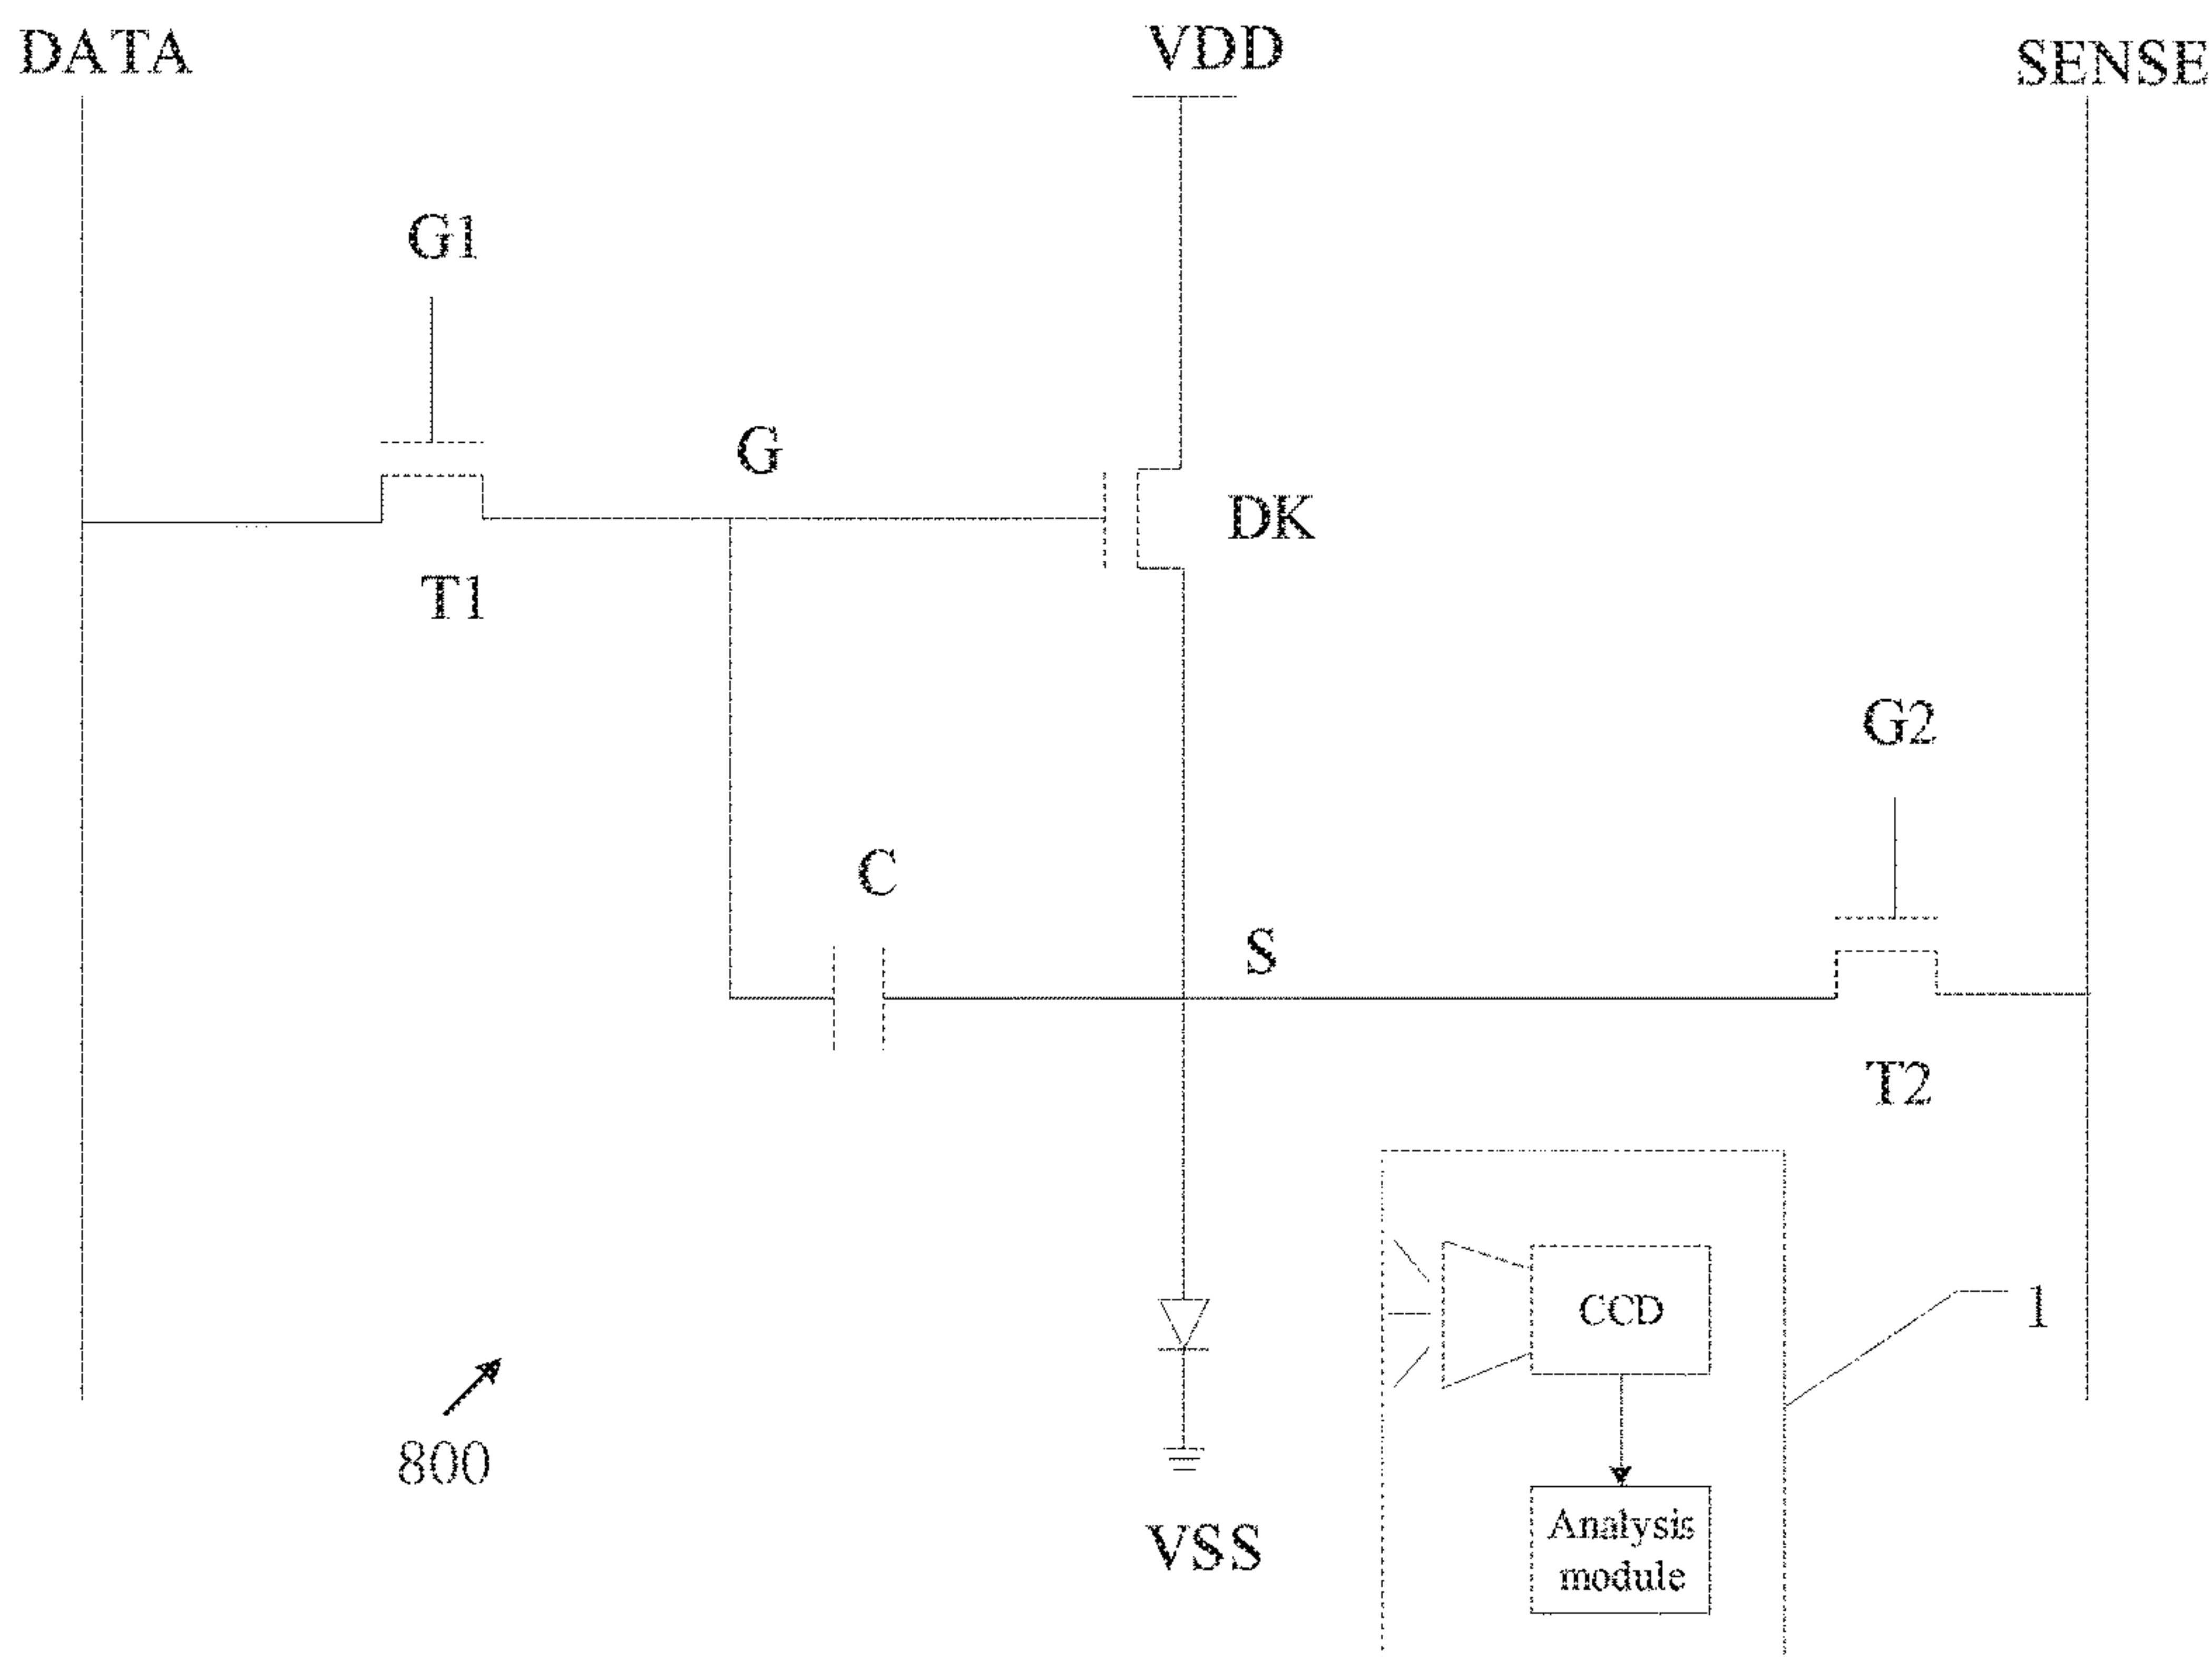 DATA
VDD
SENSE
G1
G
DK
T1
G2
C
S
T2
CCD
1
800
Analysis
module
VSS